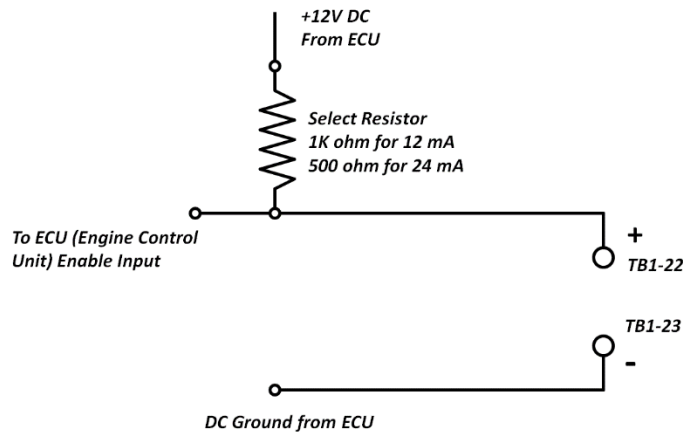 +12V DC
From ECU
Select Resistor
1K ohm for 12 mA
500 ohm for 24 mA
To ECU (Engine Control
Unit) Enable Input
+
TB1-22
TB1-23
-
DC Ground from ECU